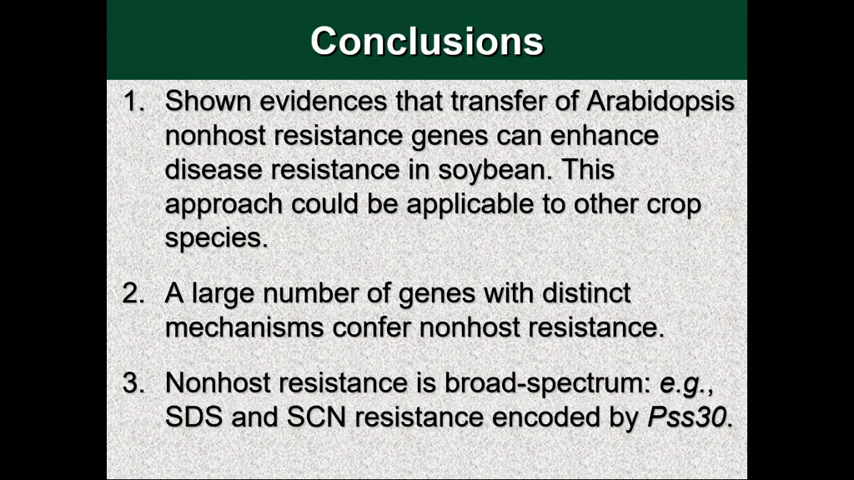 Conclusions
1. Shown evidences that transfer of Arabidopsis
nonhost resistance genes can enhance
disease resistance in soybean. This
approach could be applicable to other crop
species.
2. A large number of genes with distinct
mechanisms confer nonhost resistance.
3. Nonhost resistance is broad-spectrum: e.g.,
SDS and SCN resistance encoded by Pss30.